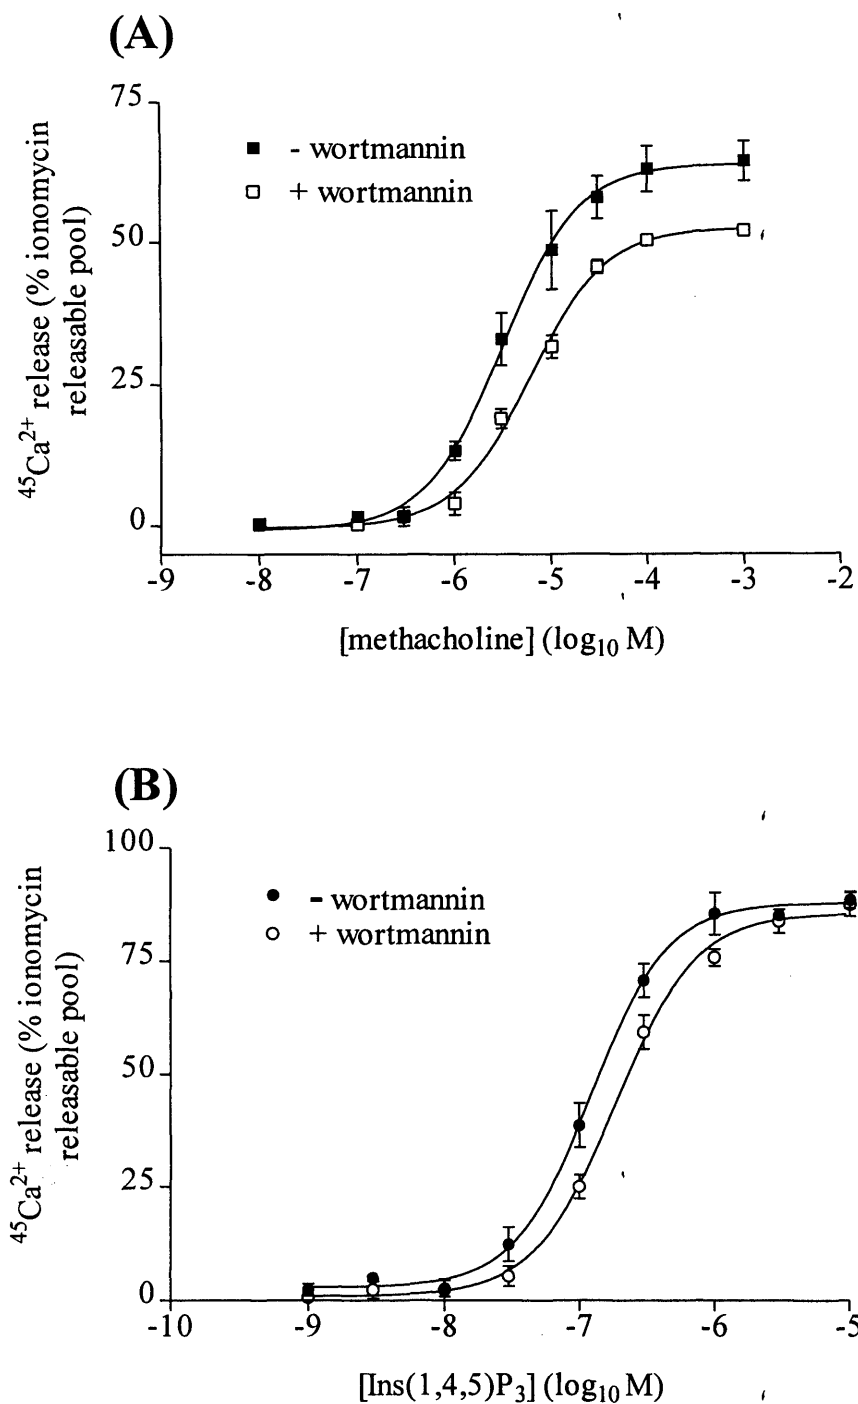 (A)
75
50
25
0
⁴⁵Ca²⁺ release (% ionomycin
releasable pool)
- wortmannin
+ wortmannin
-9 -8 -7 -6 -5 -4 -3 -2
[methacholine] (log₁₀ M)
(B)
100
75
50
25
0
⁴⁵Ca²⁺ release (% ionomycin
releasable pool)
- wortmannin
+ wortmannin
-10 -9 -8 -7 -6 -5
[Ins(1,4,5)P₃] (log₁₀ M)